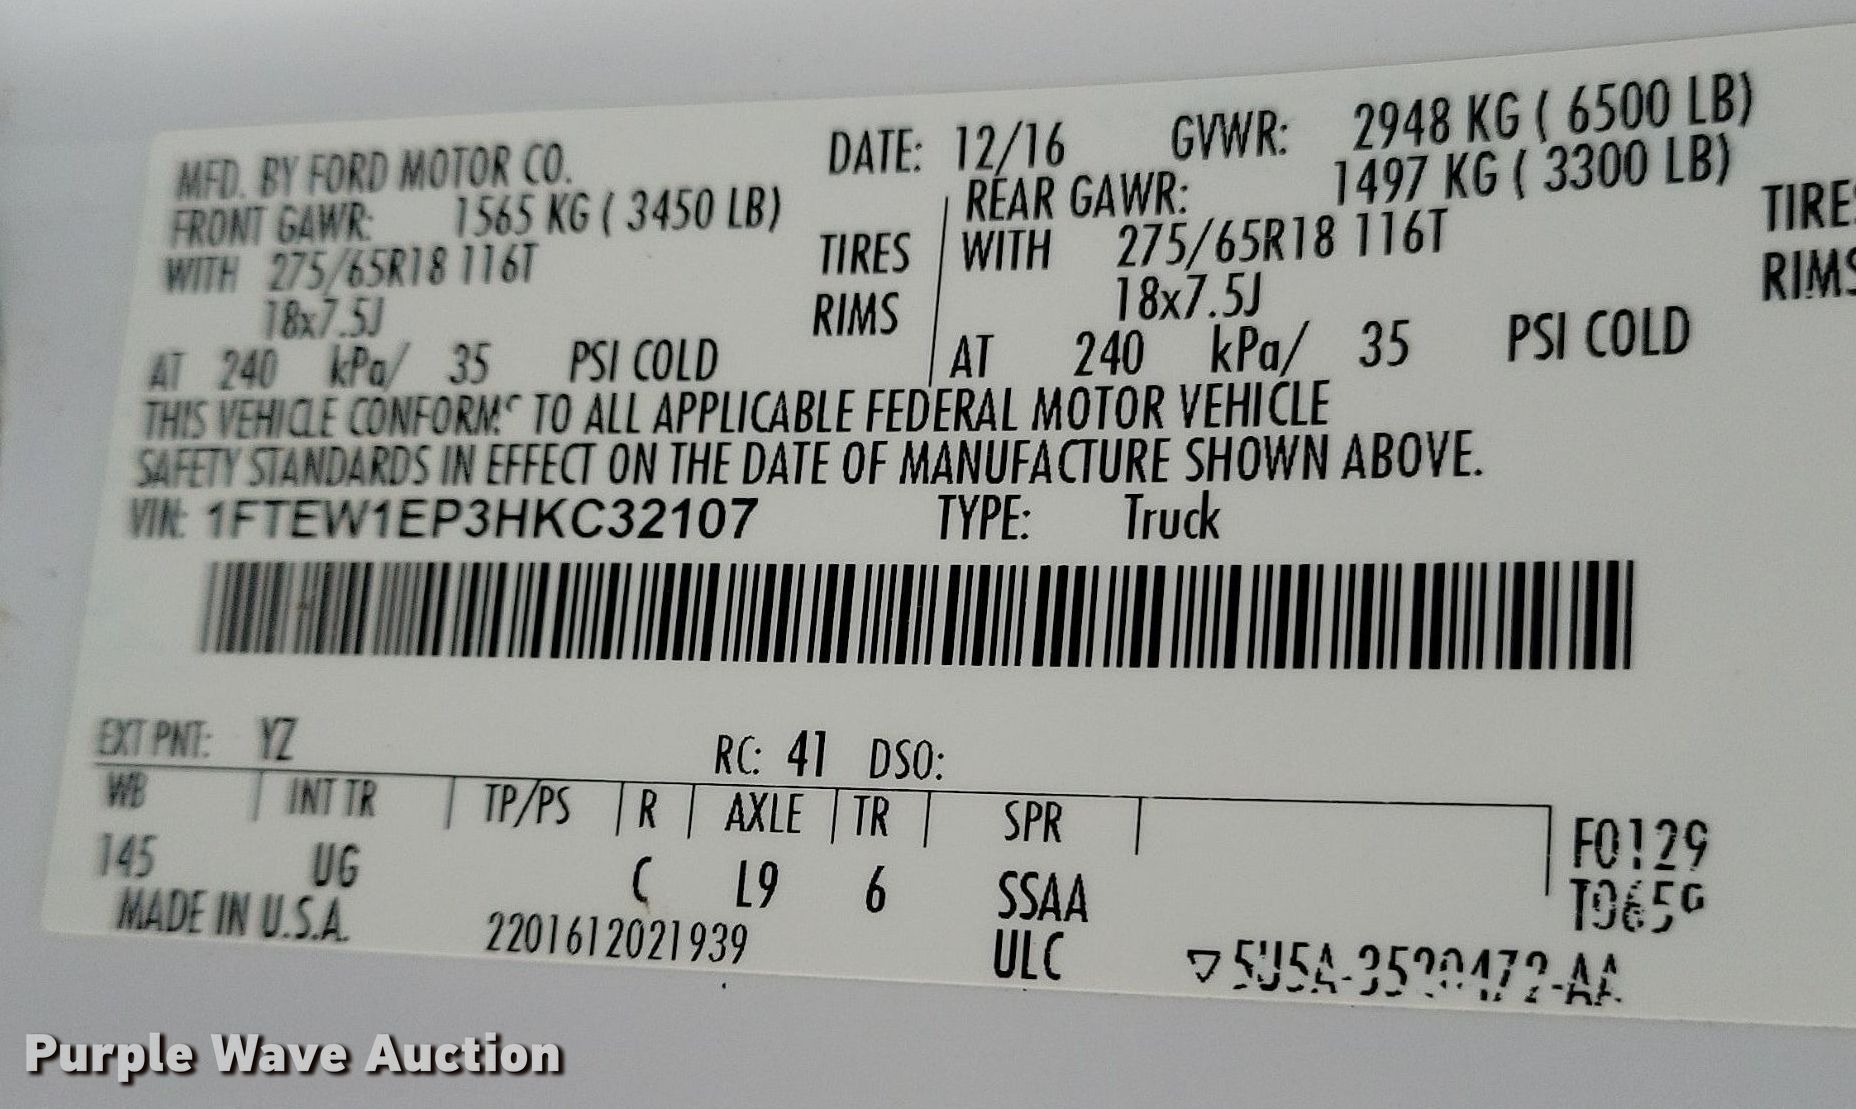 MFD. BY FORD MOTOR CO. DATE: 12/16 GVWR: 2948 KG ( 6500 LB)
FRONT GAWR: 1565 KG ( 3450 LB) REAR GAWR: 1497 KG ( 3300 LB)
WITH 275/65R18 116T TIRES WITH 275/65R18 116T TIRES
18x7.5J RIMS 18x7.5J RIMS
AT 240 kPa/ 35 PSI COLD AT 240 kPa/ 35 PSI COLD
THIS VEHICLE CONFORMS TO ALL APPLICABLE FEDERAL MOTOR VEHICLE
SAFETY STANDARDS IN EFFECT ON THE DATE OF MANUFACTURE SHOWN ABOVE.
VIN: 1FTEW1EP3HKC32107 TYPE: Truck
EXT PNT: YZ RC: 41 DSO:
WB INT TR TP/PS R AXLE TR SPR
F0129
145 UG C L9 6 SSAA
MADE IN U.S.A. 2201612021939 ULC
Purple Wave Auction